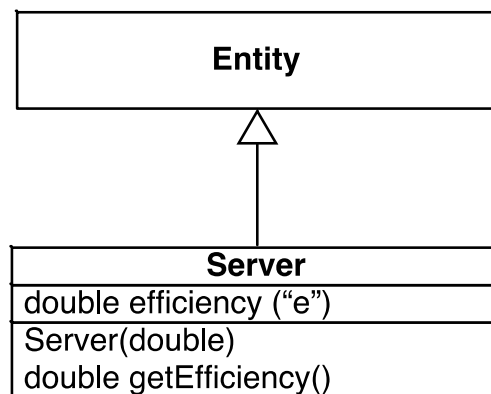 Entity
Server
double efficiency (“e”)
Server(double)
double getEfficiency()